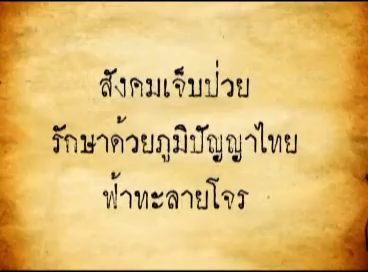 สังคมเจ็บป่วย
รักษาด้วยภูมิปัญญาไทย
ฟ้าทะลายโจร